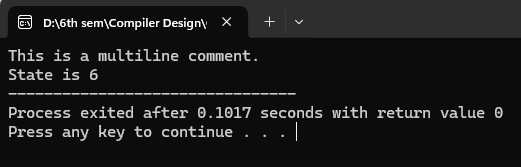 D:\6th sem\Compiler Design\
This is a multiline comment.
State is 6
--------------------------------
Process exited after 0.1017 seconds with return value 0
Press any key to continue . . .